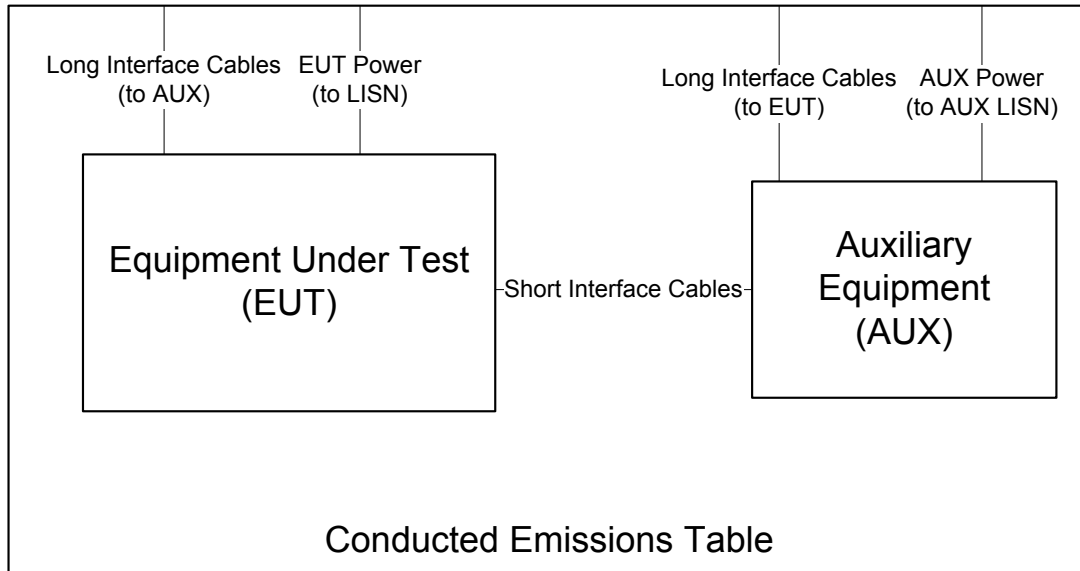 Long Interface Cables
(to AUX)
EUT Power
(to LISN)
Long Interface Cables
(to EUT)
AUX Power
(to AUX LISN)
Equipment Under Test
(EUT)
Short Interface Cables
Auxiliary
Equipment
(AUX)
Conducted Emissions Table